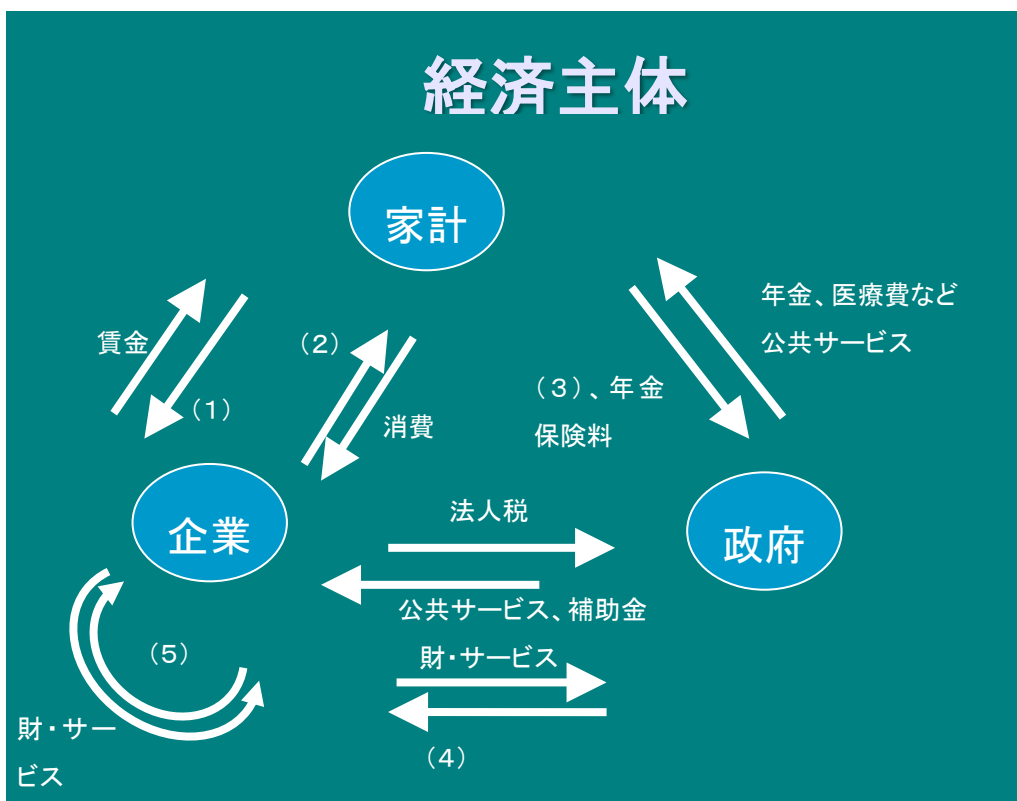 経済主体
家計
年金、医療費など
公共サービス
賃金
（２）
（３）、年金
保険料
（１）
消費
企業
法人税
政府
公共サービス、補助金
財・サービス
（５）
財・サー
ビス
（４）